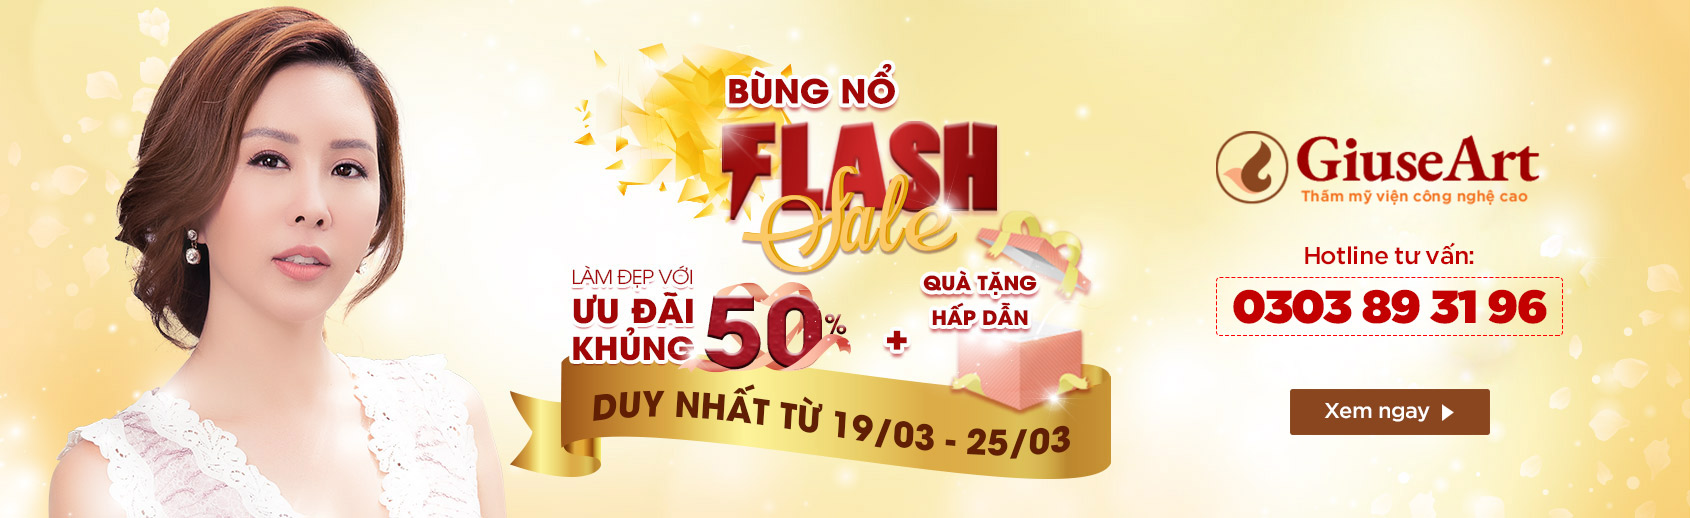 BÙNG NỔ
FLASH
Sale
LÀM ĐẸP VỚI
ƯU ĐÃI
KHỦNG 50%
+
QUÀ TẶNG
HẤP DẪN
DUY NHẤT TỪ 19/03 - 25/03
GiuseArt
Thẩm mỹ viện công nghệ cao
Hotline tư vấn:
0303 89 31 96
Xem ngay